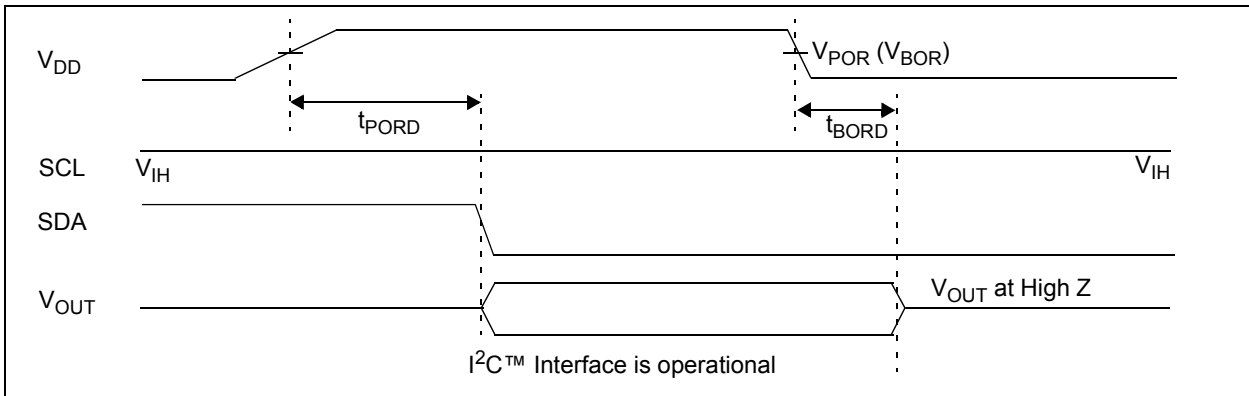 VDD
VPOR (VBOR)
tPORD
tBORD
SCL
VIH
VIH
SDA
VOUT
VOUT at High Z
I2C™ Interface is operational